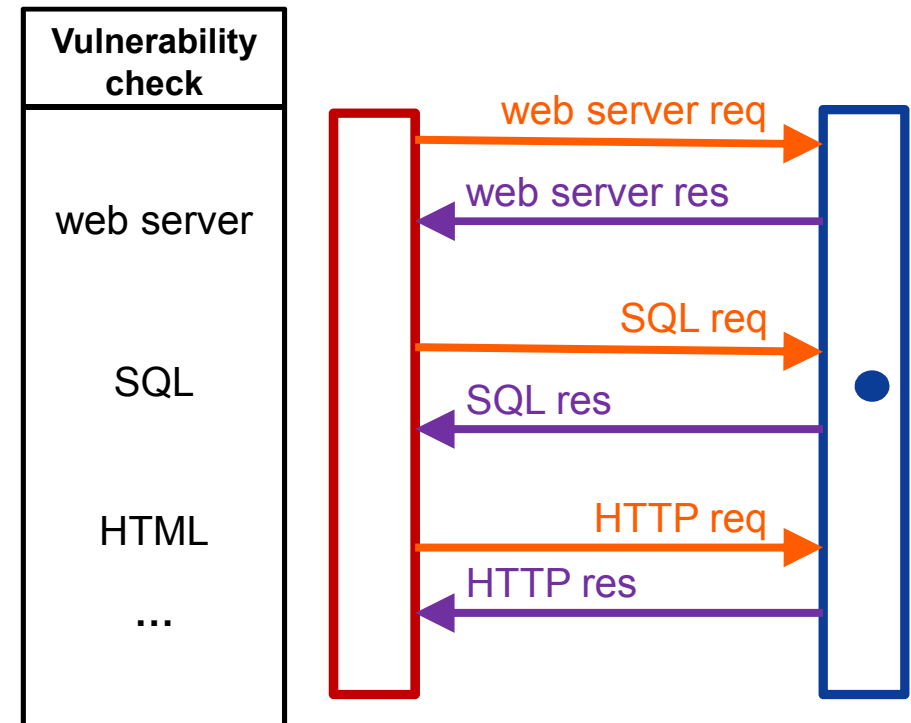 Vulnerability
check
web server
SQL
HTML
...
web server req
web server res
SQL req
SQL res
HTTP req
HTTP res